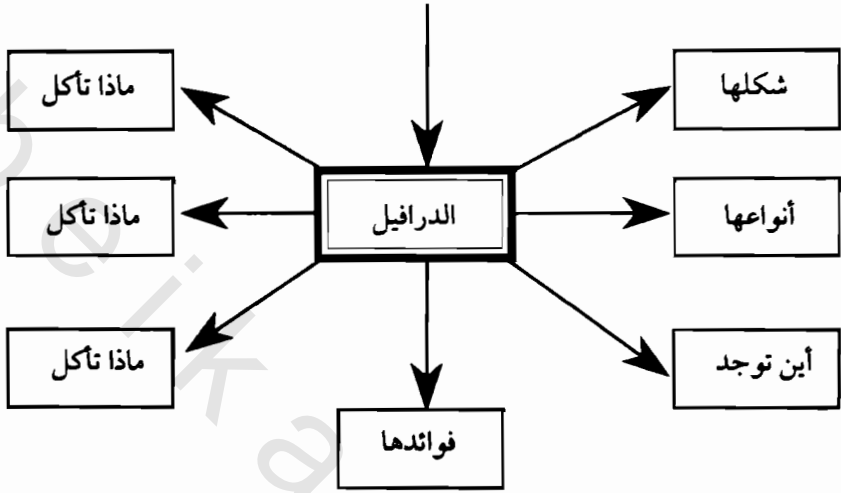 شكلها
ماذا تأكل
أنواعها
الدرافيل
ماذا تأكل
أين توجد
ماذا تأكل
فوائدها